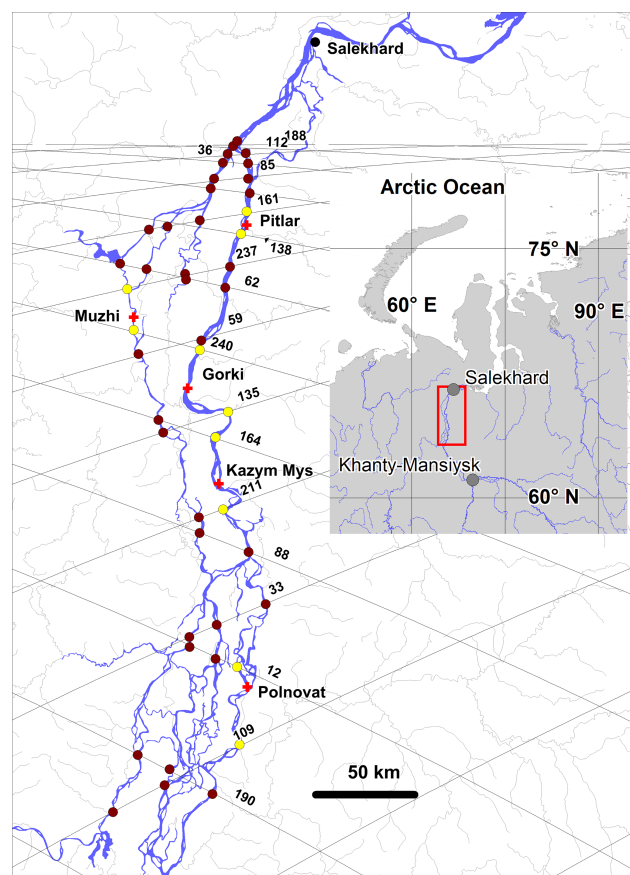 Salekhard
188
112
36
85
161
Pitlar
138
237
62
Muzhi
59
240
Gorki
135
164
Kazym Mys
211
88
33
12
Polnovat
109
50 km
190
Arctic Ocean
75° N
60° E
90° E
Salekhard
Khanty-Mansiysk
60° N